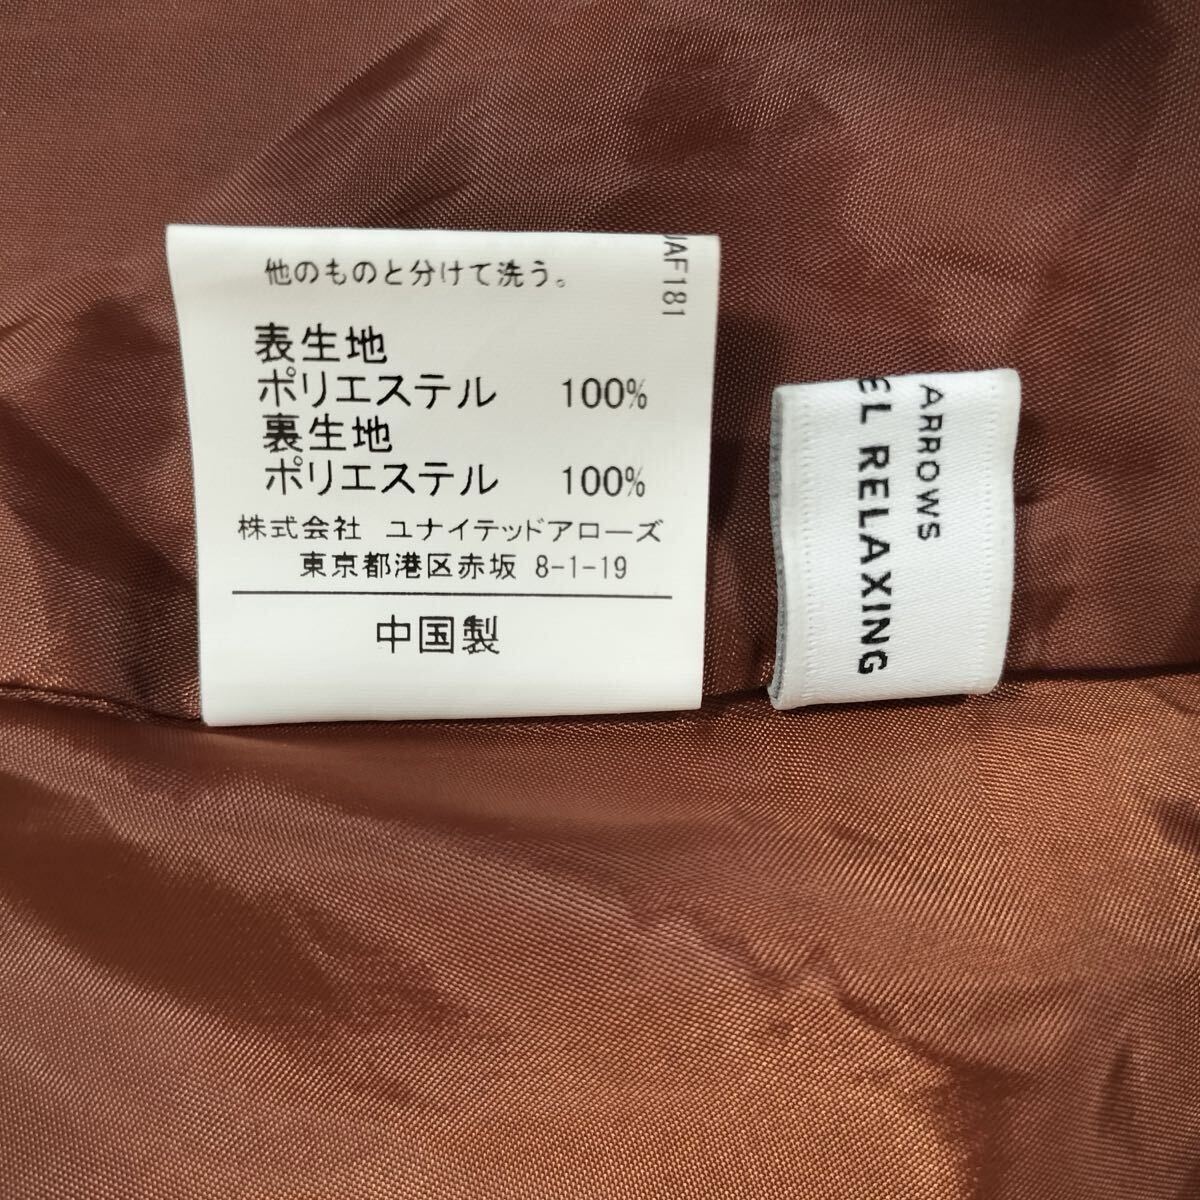 他のものと分けて洗う。
表生地
ポリエステル 100%
裏生地
ポリエステル 100%
株式会社 ユナイテッドアローズ
東京都港区赤坂 8-1-19
中国製
AF181
ARROWS
EL RELAXING